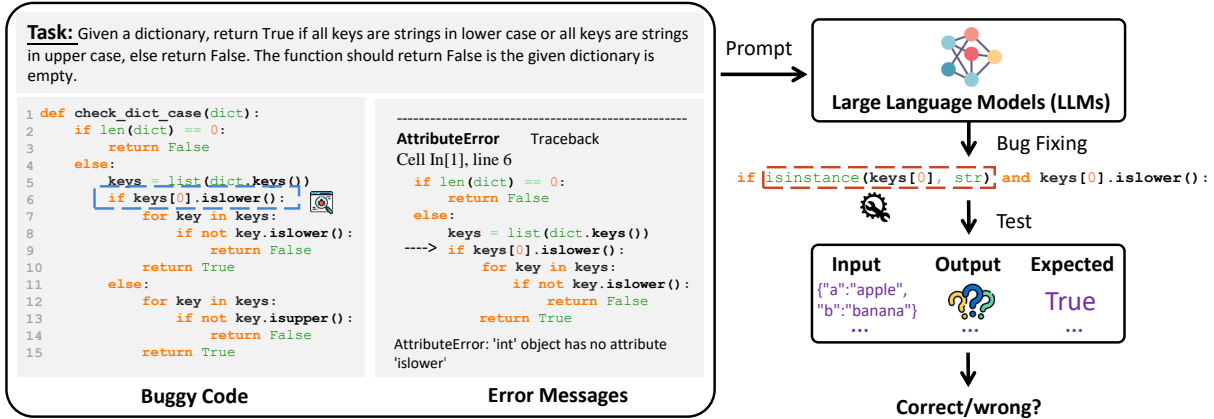 Task: Given a dictionary, return True if all keys are strings in lower case or all keys are strings
in upper case, else return False. The function should return False is the given dictionary is
empty.
1 def check_dict_case(dict):
2     if len(dict) == 0:
3         return False
4     else:
5         keys = list(dict.keys())
6         if keys[0].islower():
7             for key in keys:
8                 if not key.islower():
9                     return False
10             return True
11         else:
12             for key in keys:
13                 if not key.isupper():
14                     return False
15             return True
Buggy Code
--------------------------------------------------
AttributeError Traceback
Cell In[1], line 6
if len(dict) == 0:
    return False
else:
    keys = list(dict.keys())
----> if keys[0].islower():
        for key in keys:
            if not key.islower():
                return False
        return True
AttributeError: 'int' object has no attribute
'islower'
Error Messages
Prompt
Large Language Models (LLMs)
Bug Fixing
if isinstance(keys[0], str) and keys[0].islower():
Test
Input Output Expected
{"a":"apple",
"b":"banana"}
??? True
... ... ...
Correct/wrong?